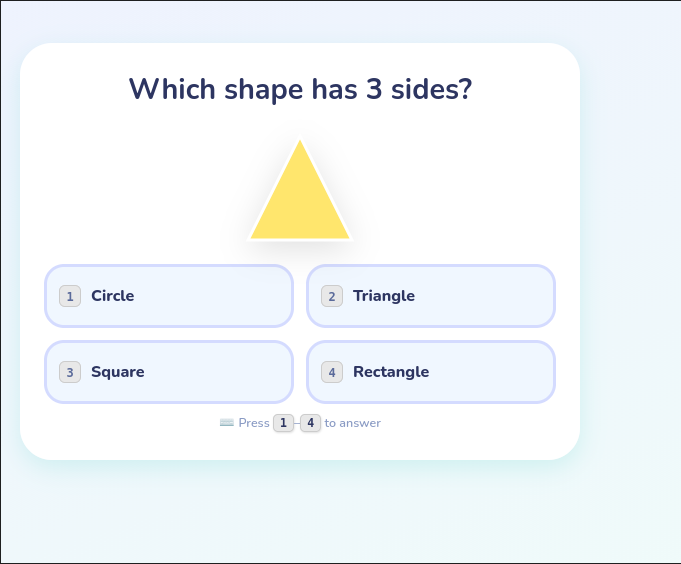 Which shape has 3 sides?
1 Circle
2 Triangle
3 Square
4 Rectangle
⌨️ Press 1–4 to answer